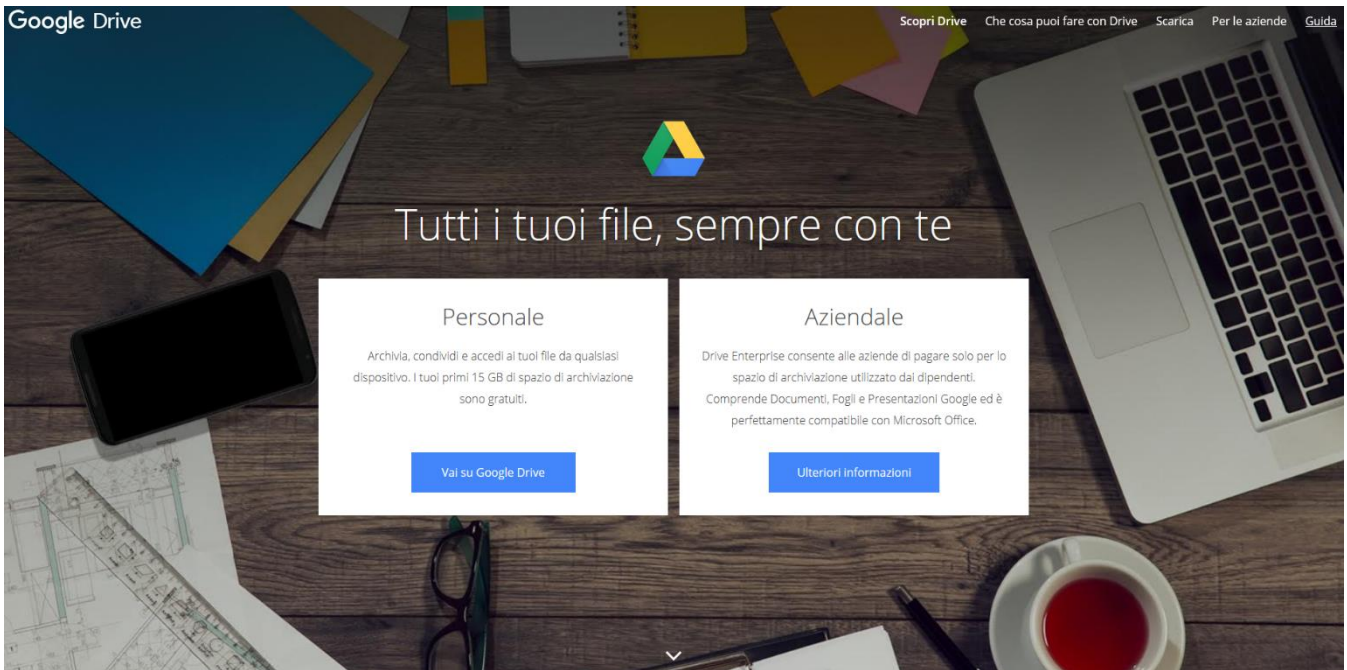 Google Drive
Scopri Drive
Che cosa puoi fare con Drive
Scarica
Per le aziende
Guida
Tutti i tuoi file, sempre con te
Personale
Archivia, condividi e accedi ai tuoi file da qualsiasi
dispositivo. I tuoi primi 15 GB di spazio di archiviazione
sono gratuiti.
Vai su Google Drive
Aziendale
Drive Enterprise consente alle aziende di pagare solo per lo
spazio di archiviazione utilizzato dai dipendenti.
Comprende Documenti, Fogli e Presentazioni Google ed è
perfettamente compatibile con Microsoft Office.
Ulteriori informazioni